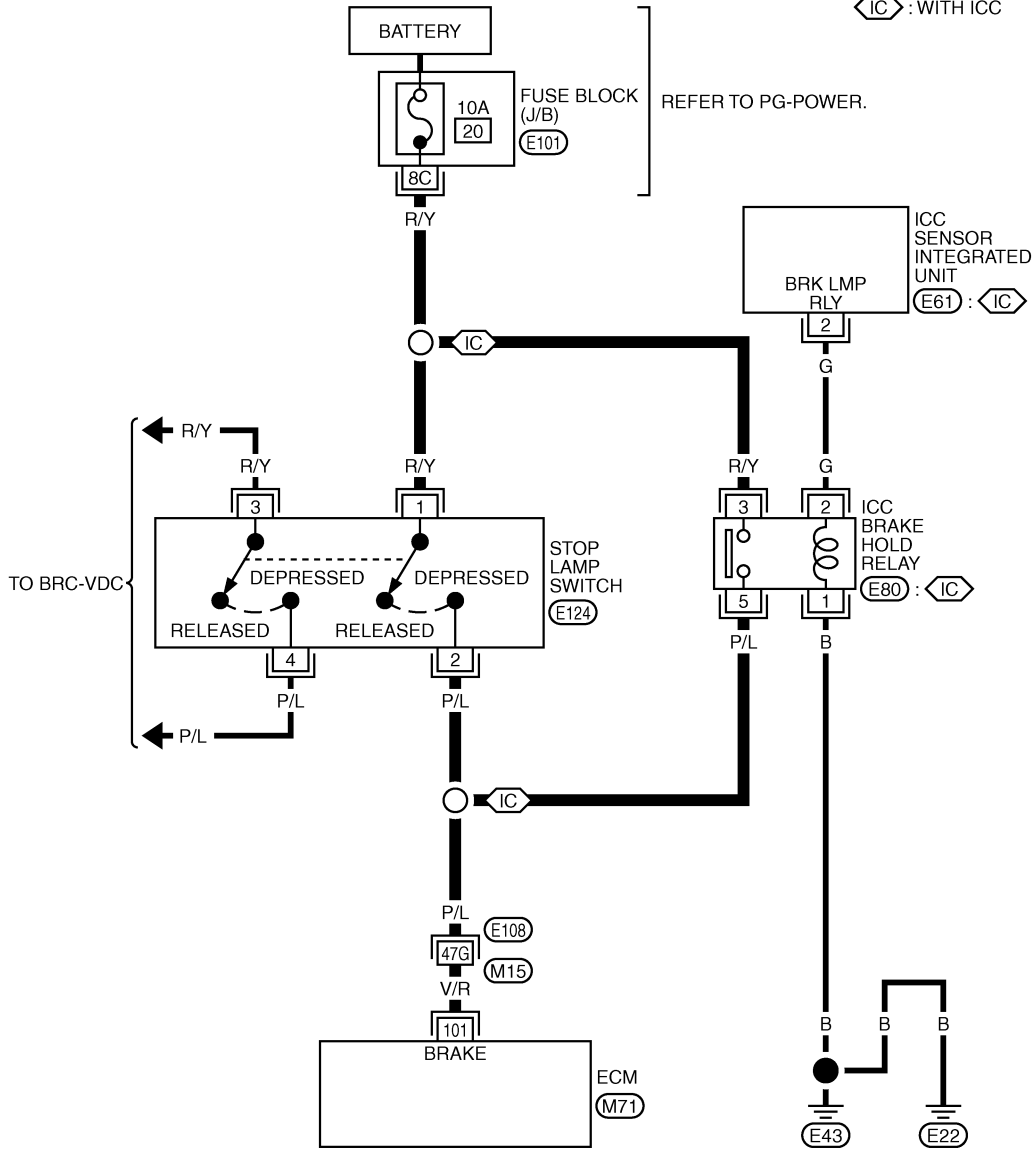 IC : WITH ICC
BATTERY
10A
20
FUSE BLOCK
(J/B)
E101
REFER TO PG-POWER.
8C
R/Y
ICC
SENSOR
INTEGRATED
UNIT
E61 : IC
BRK LMP
RLY
2
G
IC
R/Y
R/Y
R/Y
R/Y
G
3
1
3
2
ICC
BRAKE
HOLD
RELAY
E80 : IC
STOP
LAMP
SWITCH
E124
TO BRC-VDC
DEPRESSED
DEPRESSED
RELEASED
RELEASED
5
1
4
2
P/L
B
P/L
P/L
P/L
IC
P/L
E108
47G
M15
V/R
101
BRAKE
ECM
M71
B
B
B
E43
E22